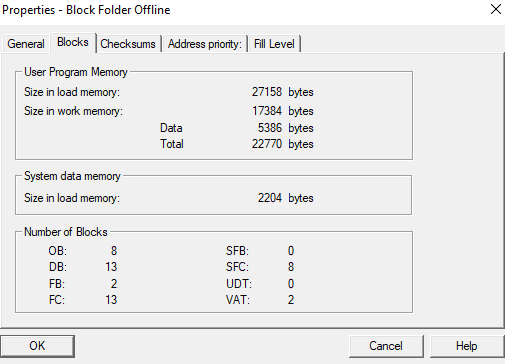 Properties - Block Folder Offline
General Blocks Checksums Address priority: Fill Level
User Program Memory
Size in load memory: 27158 bytes
Size in work memory: 17384 bytes
Data 5386 bytes
Total 22770 bytes
System data memory
Size in load memory: 2204 bytes
Number of Blocks
OB: 8 SFB: 0
DB: 13 SFC: 8
FB: 2 UDT: 0
FC: 13 VAT: 2
OK Cancel Help